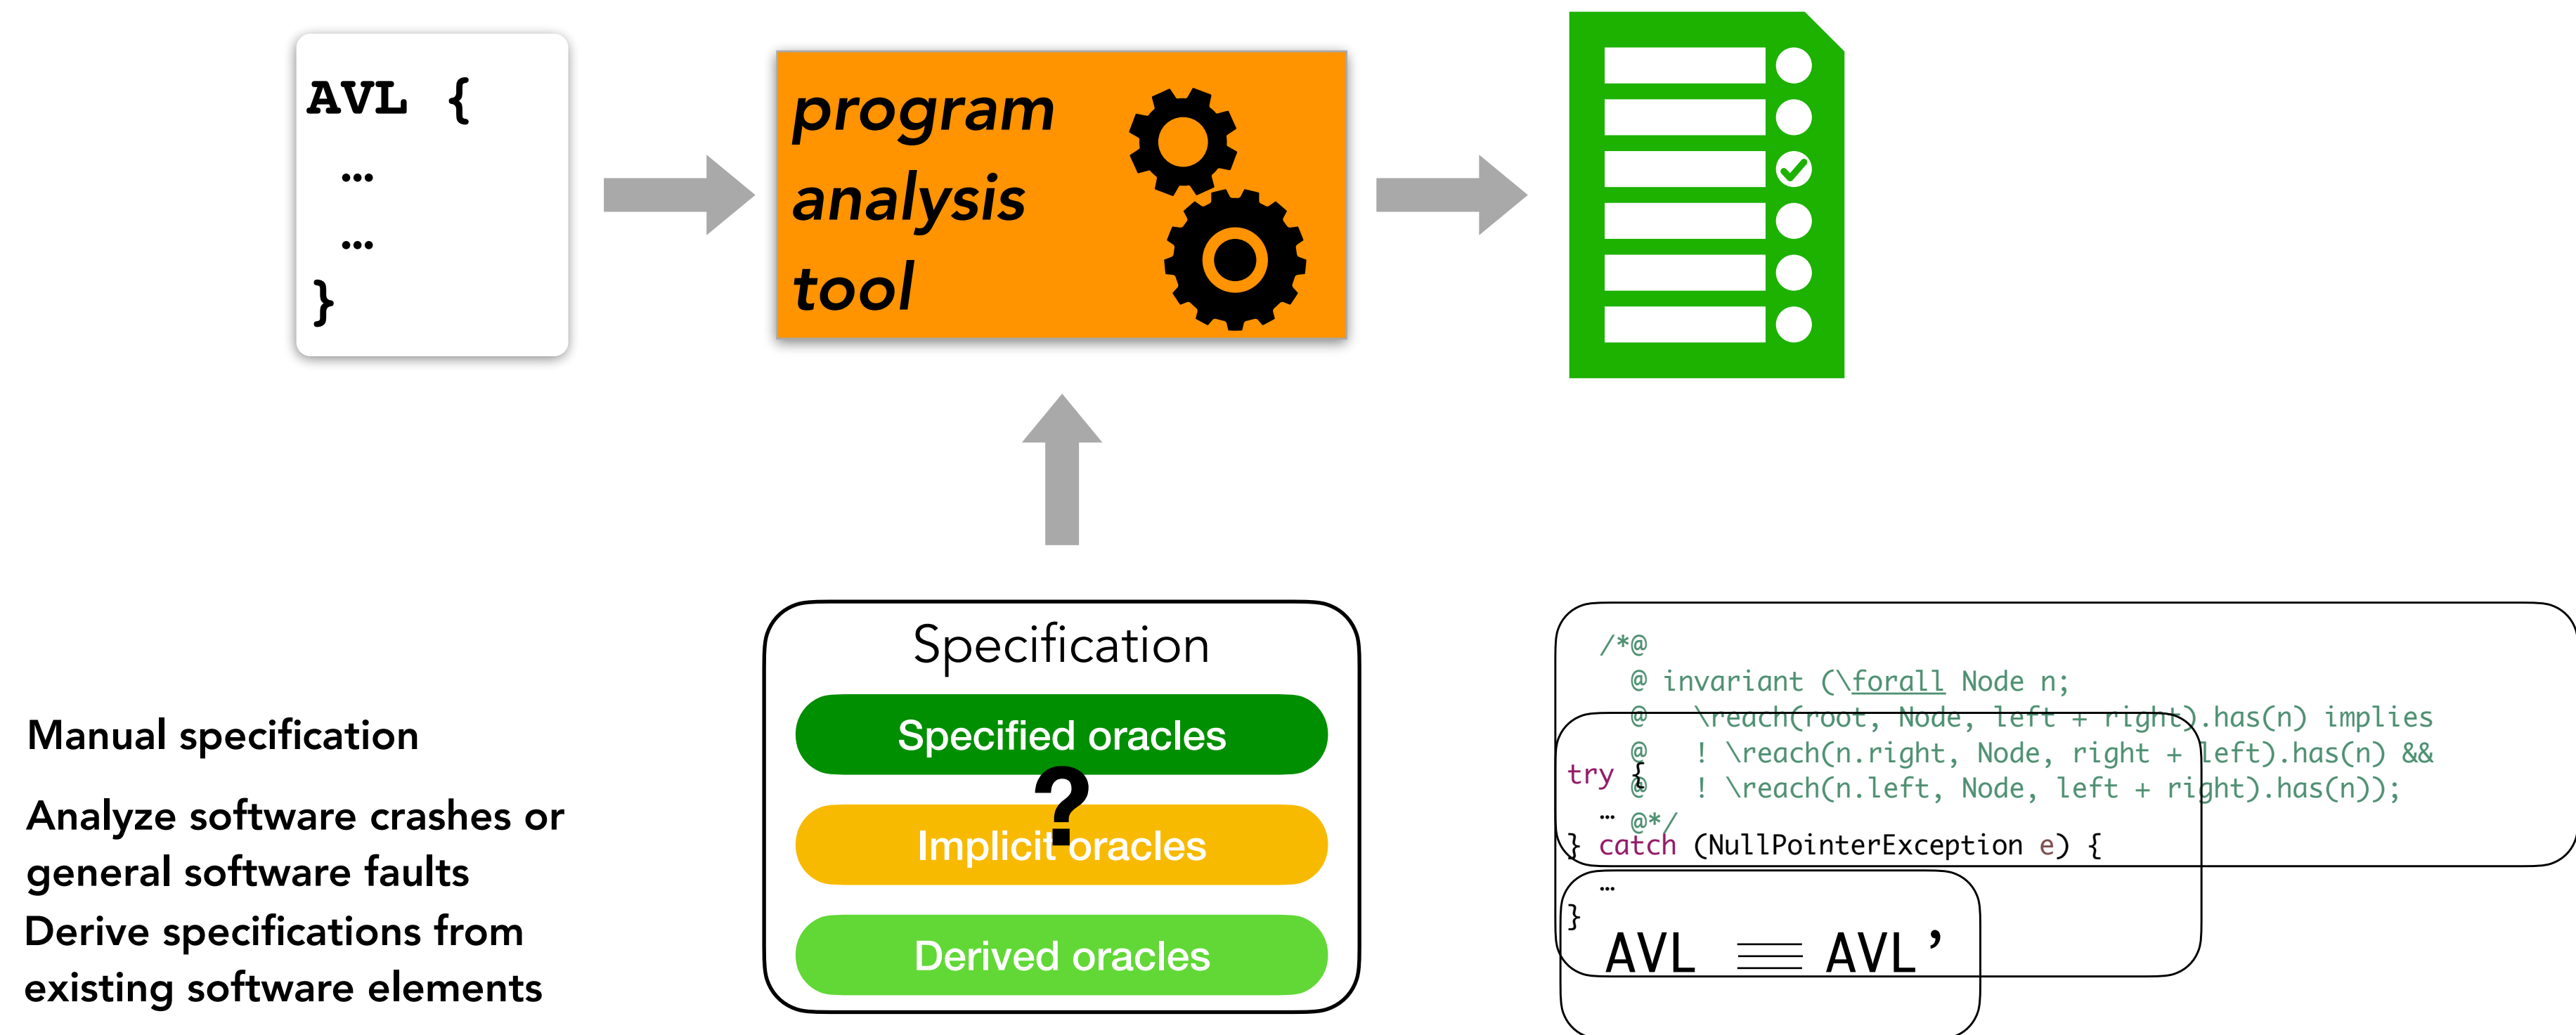 AVL {
…
…
}
program
analysis
tool
Specification
Manual specification
Specified oracles
?
Analyze software crashes or
general software faults
Implicit oracles
Derive specifications from
existing software elements
Derived oracles
/*@
@ invariant (\forall Node n;
@ \reach(root, Node, left + right).has(n) implies
@ ! \reach(n.right, Node, right + left).has(n) &&
@ ! \reach(n.left, Node, left + right).has(n));
@*/
try {
…
} catch (NullPointerException e) {
…
}
AVL ≡ AVL’